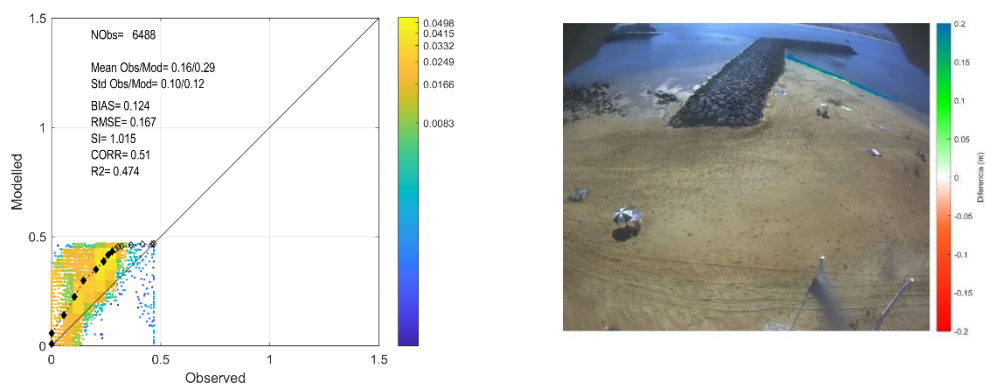 1.5
1
0.5
0
0
0.5
1
1.5
Modelled
Observed
NObs= 6488
Mean Obs/Mod= 0.16/0.29
Std Obs/Mod= 0.10/0.12
BIAS= 0.124
RMSE= 0.167
SI= 1.015
CORR= 0.51
R2= 0.474
0.0498
0.0415
0.0332
0.0249
0.0166
0.0083
0.2
0.15
0.1
0.05
0
-0.05
-0.1
-0.15
-0.2
Diferencia (m)